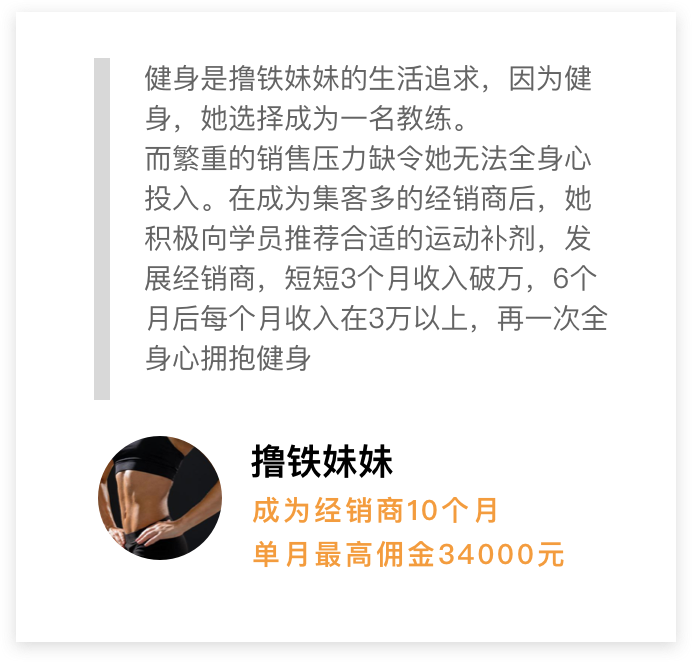 健身是撸铁妹妹的生活追求，因为健
身，她选择成为一名教练。
而繁重的销售压力缺令她无法全身心
投入。在成为集客多的经销商后，她
积极向学员推荐合适的运动补剂，发
展经销商，短短3个月收入破万，6个
月后每个月收入在3万以上，再一次全
身心拥抱健身
撸铁妹妹
成为经销商10个月
单月最高佣金34000元